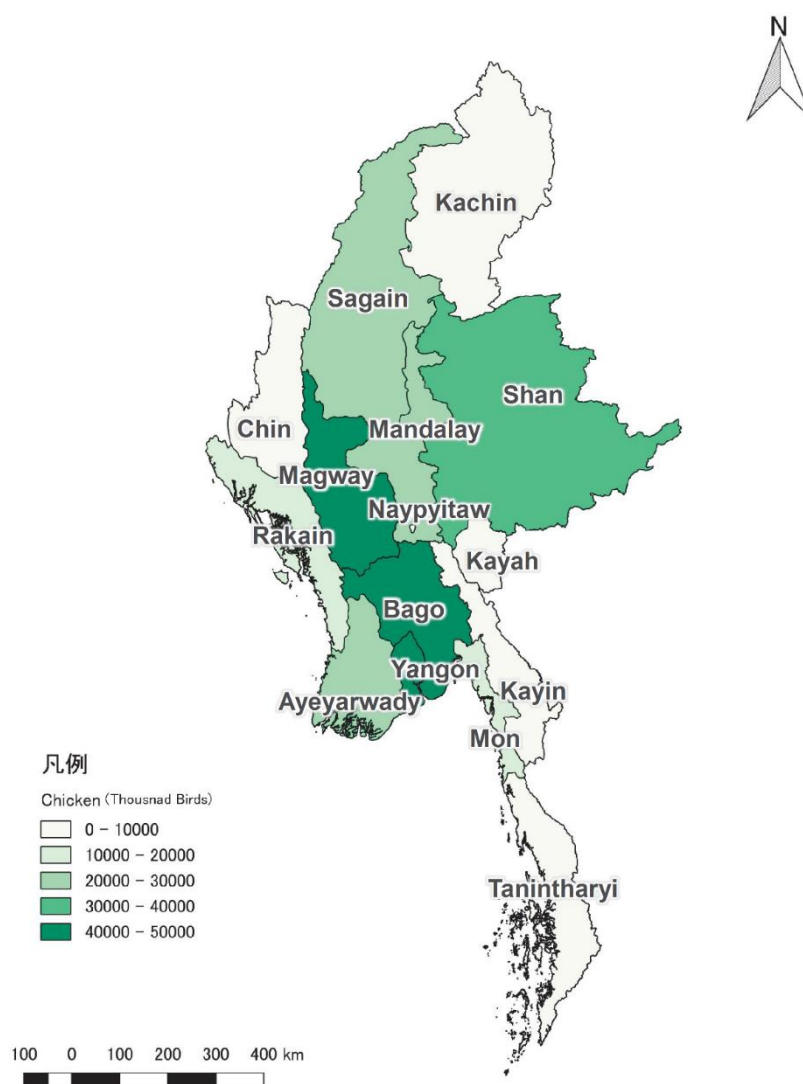 N
Kachin
Sagain
Shan
Chin
Mandalay
Magway
Naypyitaw
Rakain
Kayah
Bago
Yangon
Kayin
Ayeyarwady
Mon
Tanintharyi
凡例
Chicken (Thousnad Birds)
0 - 10000
10000 - 20000
20000 - 30000
30000 - 40000
40000 - 50000
100 0 100 200 300 400 km